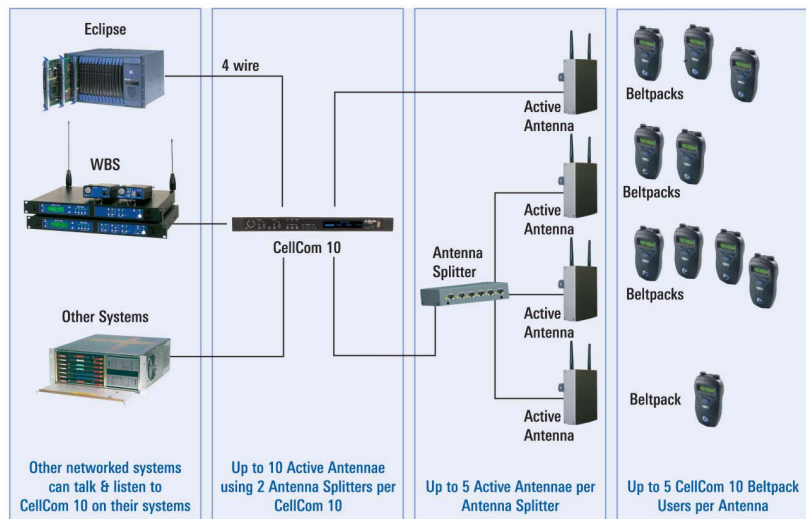 Eclipse
4 wire
WBS
CellCom 10
Other Systems
Antenna
Splitter
Active
Antenna
Active
Antenna
Active
Antenna
Active
Antenna
Beltpacks
Beltpacks
Beltpacks
Beltpack
Other networked systems
can talk & listen to
CellCom 10 on their systems
Up to 10 Active Antennae
using 2 Antenna Splitters per
CellCom 10
Up to 5 Active Antennae per
Antenna Splitter
Up to 5 CellCom 10 Beltpack
Users per Antenna